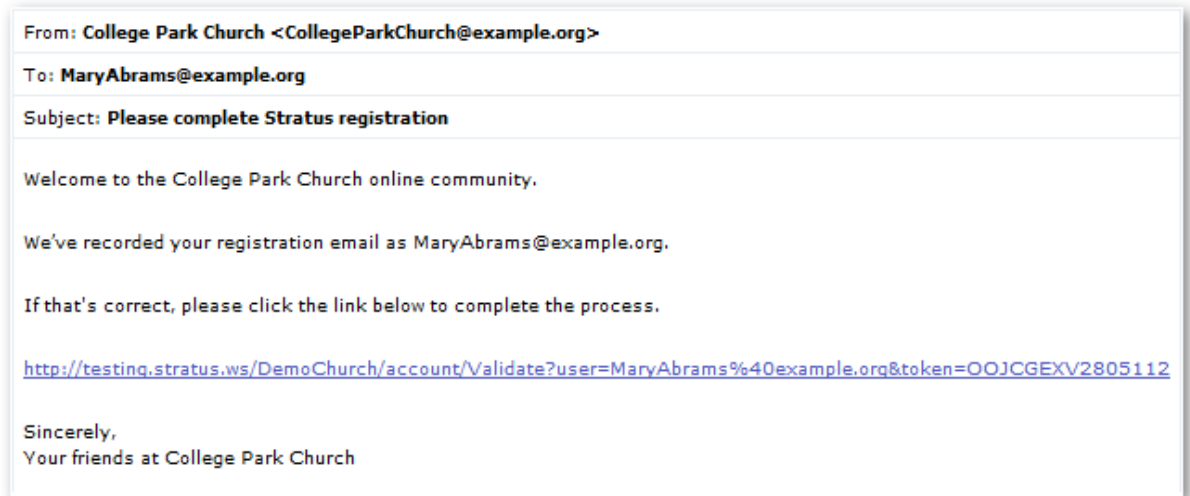 From: College Park Church <CollegeParkChurch@example.org>
To: MaryAbrams@example.org
Subject: Please complete Stratus registration
Welcome to the College Park Church online community.
We've recorded your registration email as MaryAbrams@example.org.
If that's correct, please click the link below to complete the process.
http://testing.stratus.ws/DemoChurch/account/Validate?user=MaryAbrams%40example.org&token=OOJCGEXV2805112
Sincerely,
Your friends at College Park Church